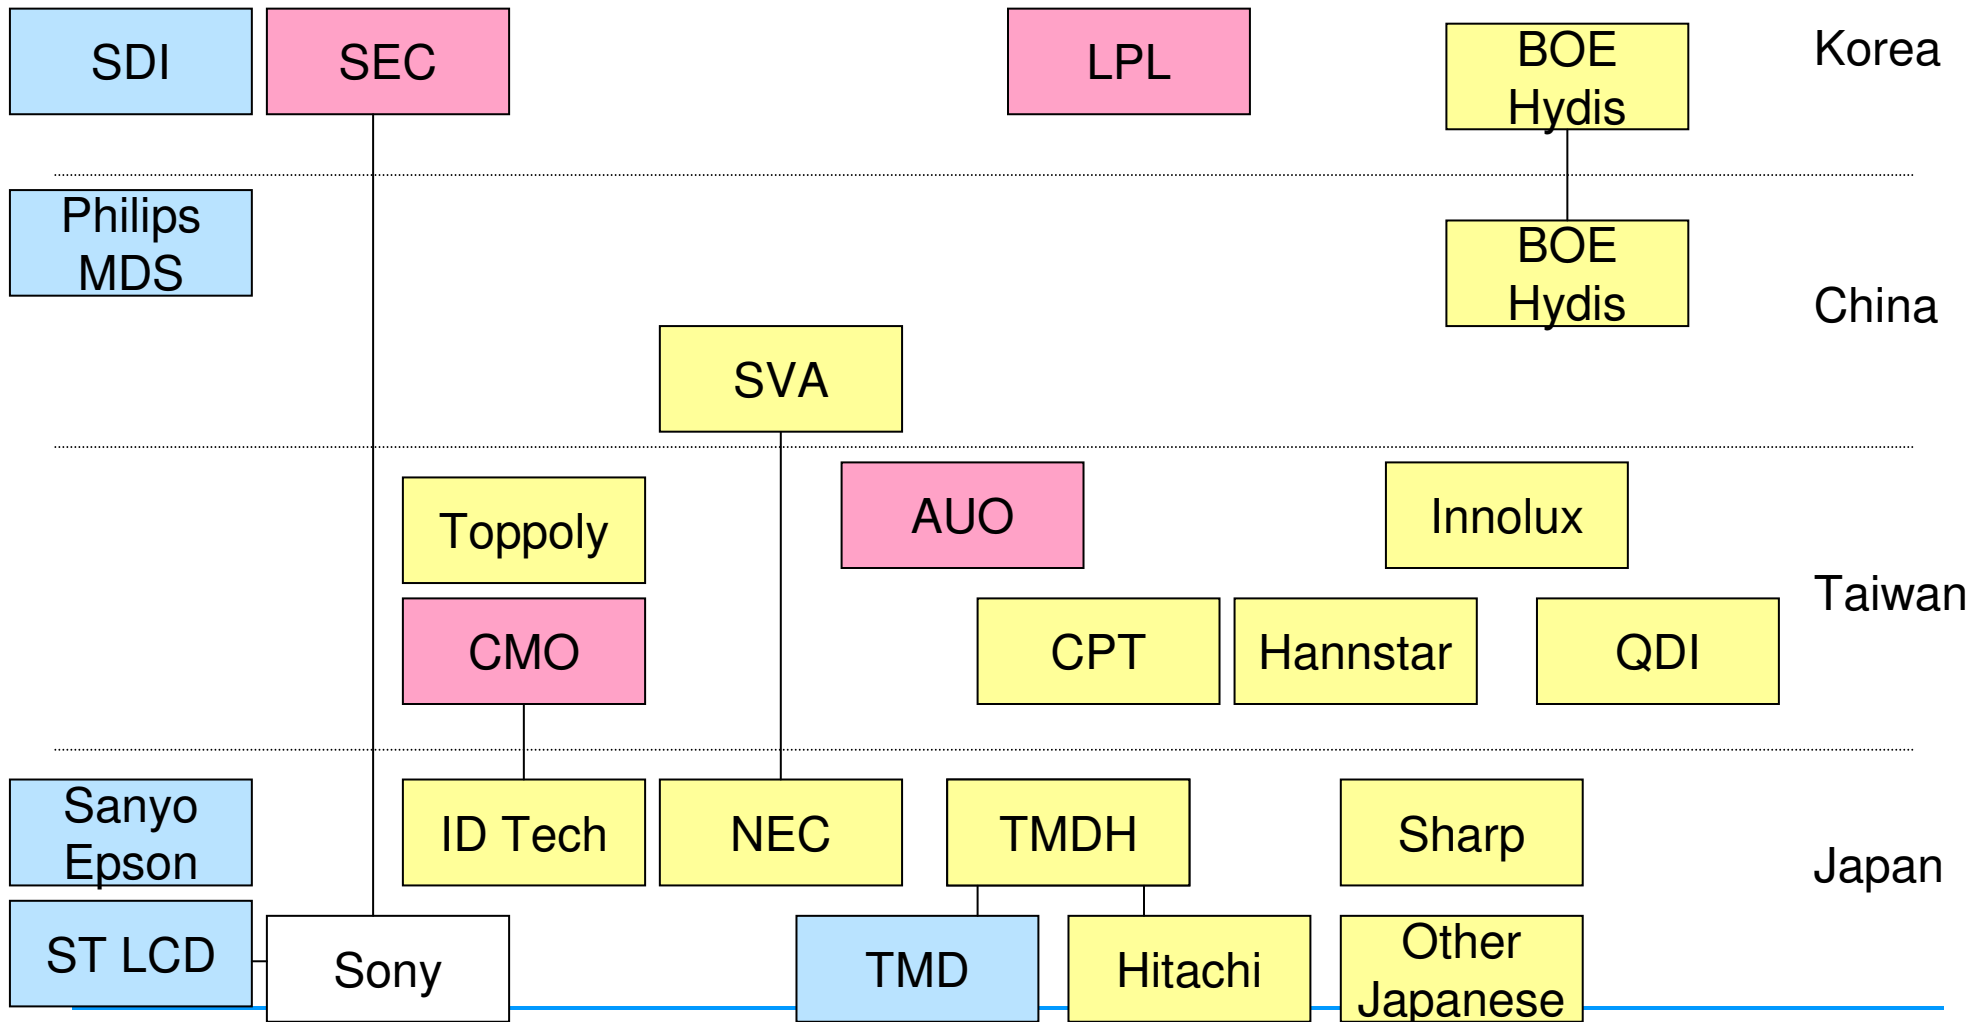 SDI
SEC
LPL
BOE
Hydis
Korea
Philips
MDS
BOE
Hydis
China
SVA
Toppoly
AUO
Innolux
CMO
CPT
Hannstar
QDI
Taiwan
Sanyo
Epson
ID Tech
NEC
TMDH
Sharp
Japan
ST LCD
Sony
TMD
Hitachi
Other
Japanese